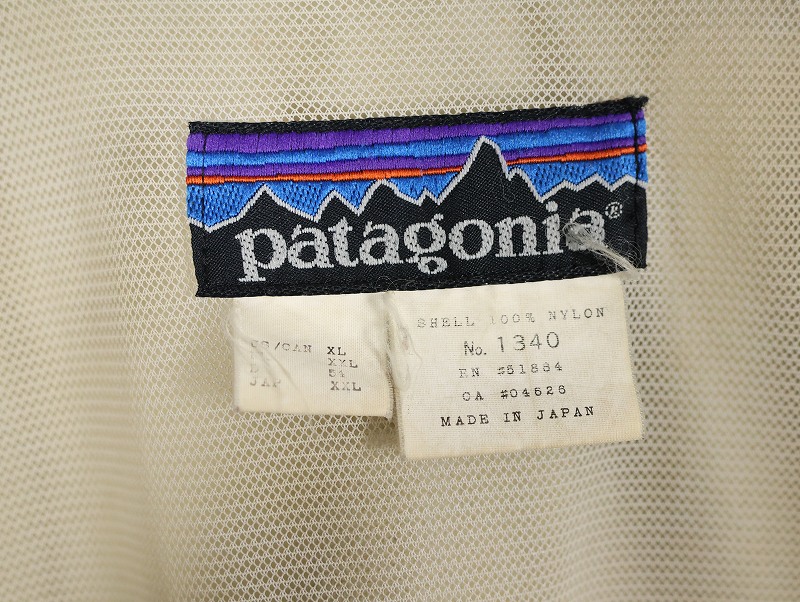 patagonia®
US/CAN XL
XXL
54
JAP XXL
SHELL 100% NYLON
No. 1340
RN #51884
CA #04626
MADE IN JAPAN